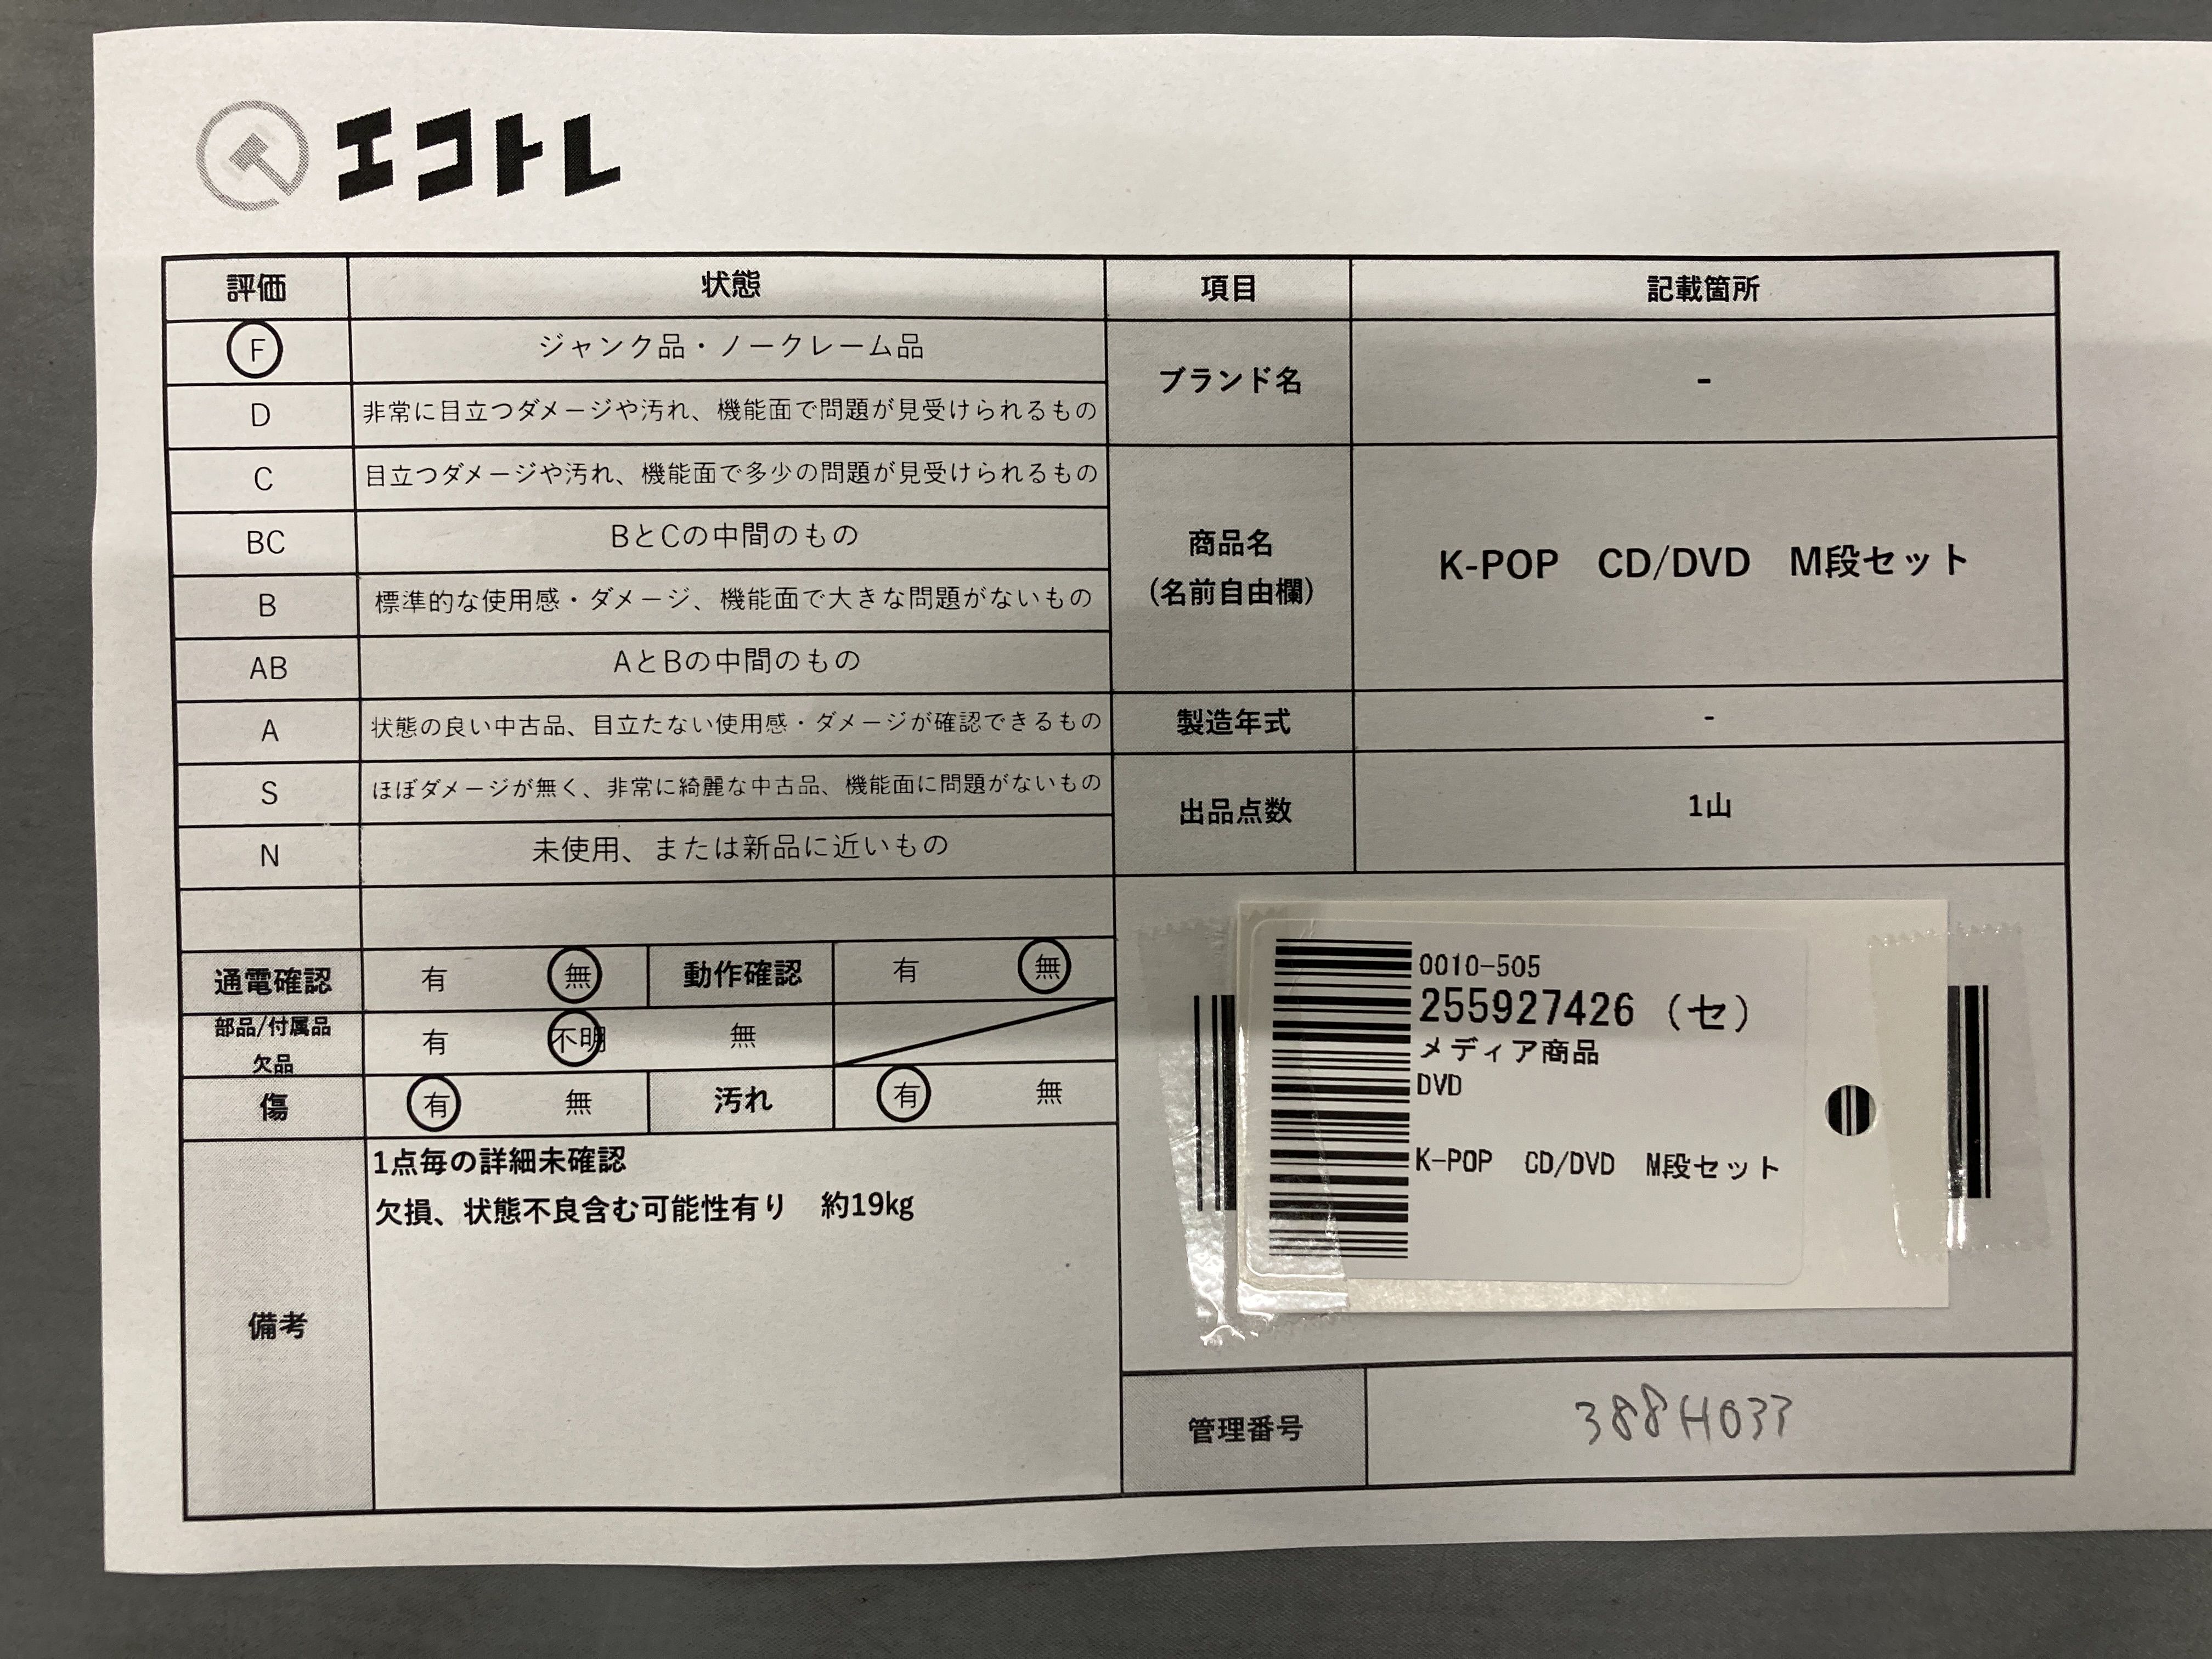 エコトレ
評価 状態 項目 記載箇所
F ジャンク品・ノークレーム品
D 非常に目立つダメージや汚れ、機能面で問題が見受けられるもの
ブランド名 -
C 目立つダメージや汚れ、機能面で多少の問題が見受けられるもの
BC BとCの中間のもの
B 標準的な使用感・ダメージ、機能面で大きな問題がないもの
AB AとBの中間のもの
商品名
(名前自由欄)
K-POP CD/DVD M段セット
A 状態の良い中古品、目立たない使用感・ダメージが確認できるもの
製造年式 -
S ほぼダメージが無く、非常に綺麗な中古品、機能面に問題がないもの
N 未使用、または新品に近いもの
出品点数 1山
通電確認 有 無 動作確認 有 無
部品/付属品
欠品
有 不明 無
傷 有 無 汚れ 有 無
備考
1点毎の詳細未確認
欠損、状態不良含む可能性有り 約19kg
0010-505
255927426 (セ)
メディア商品
DVD
K-POP CD/DVD M段セット
管理番号 388H033